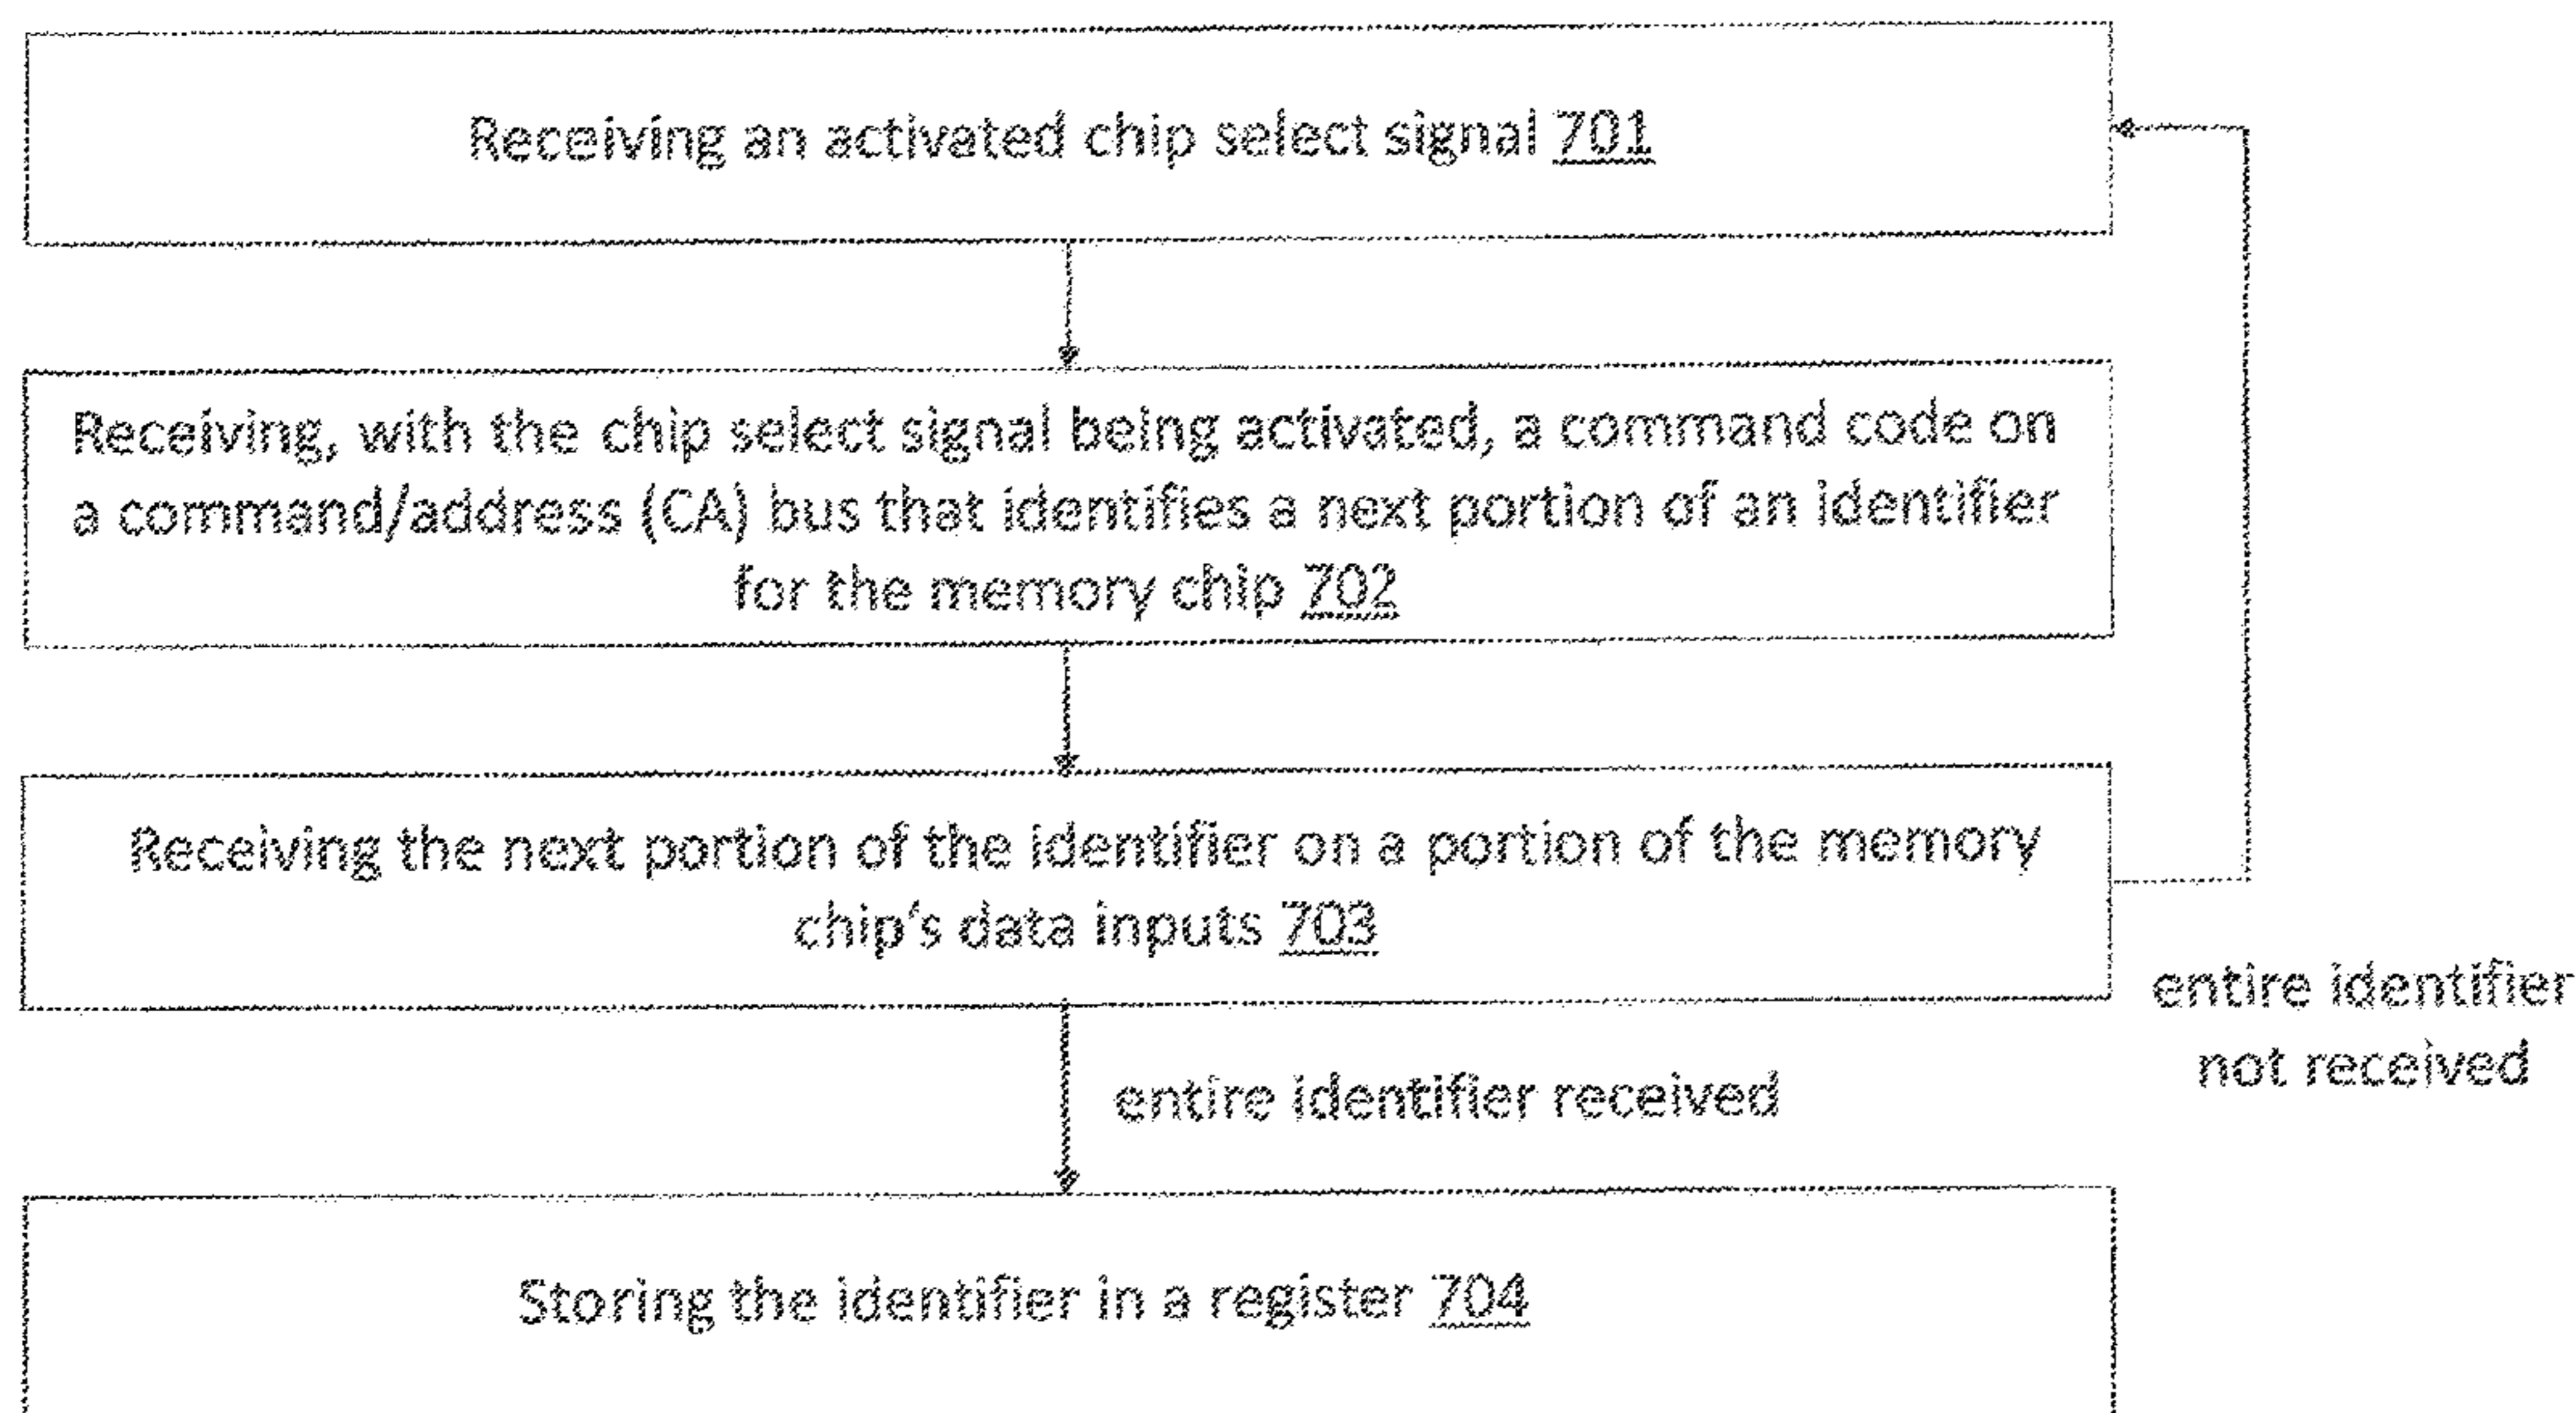 Receiving an activated chip select signal 701
Receiving, with the chip select signal being activated, a command code on
a command/address (CA) bus that identifies a next portion of an identifier
for the memory chip 702
Receiving the next portion of the identifier on a portion of the memory
chip's data inputs 703
entire identifier
not received
entire identifier received
Storing the identifier in a register 704